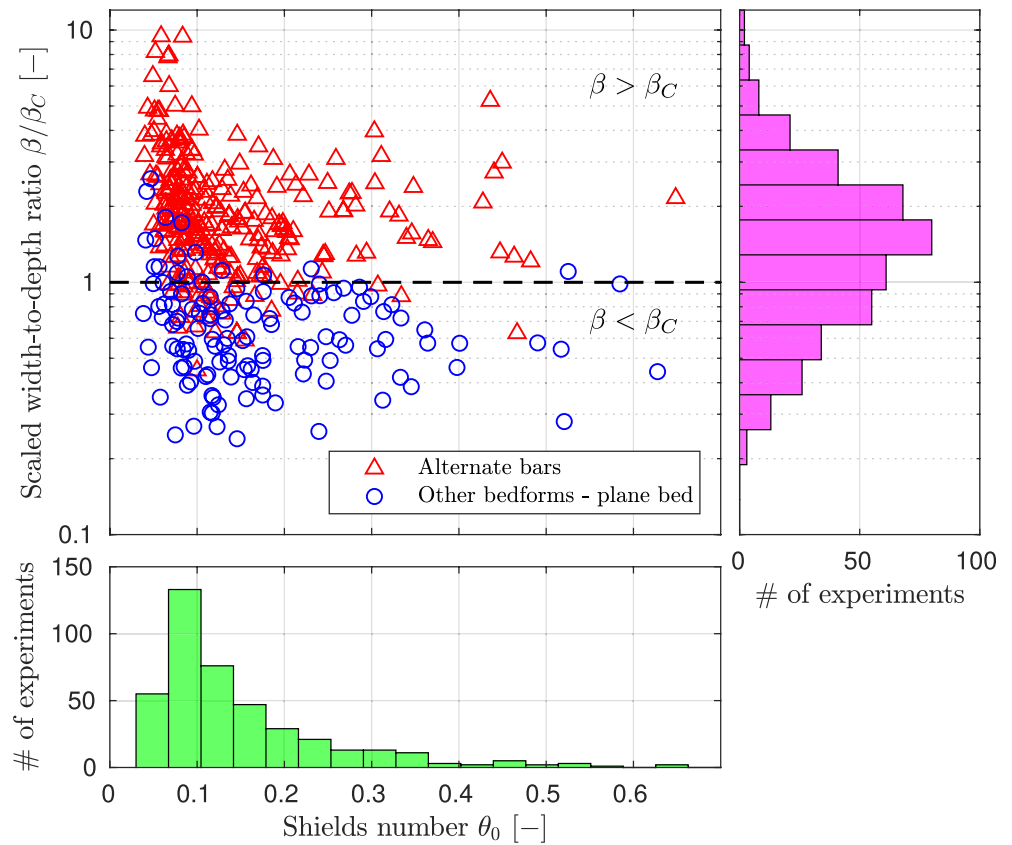 Scaled width-to-depth ratio β/β_C [−]
10
1
0.1
β > β_C
β < β_C
Alternate bars
Other bedforms - plane bed
0 50 100
# of experiments
# of experiments
150
100
50
0
0 0.1 0.2 0.3 0.4 0.5 0.6
Shields number θ_0 [−]